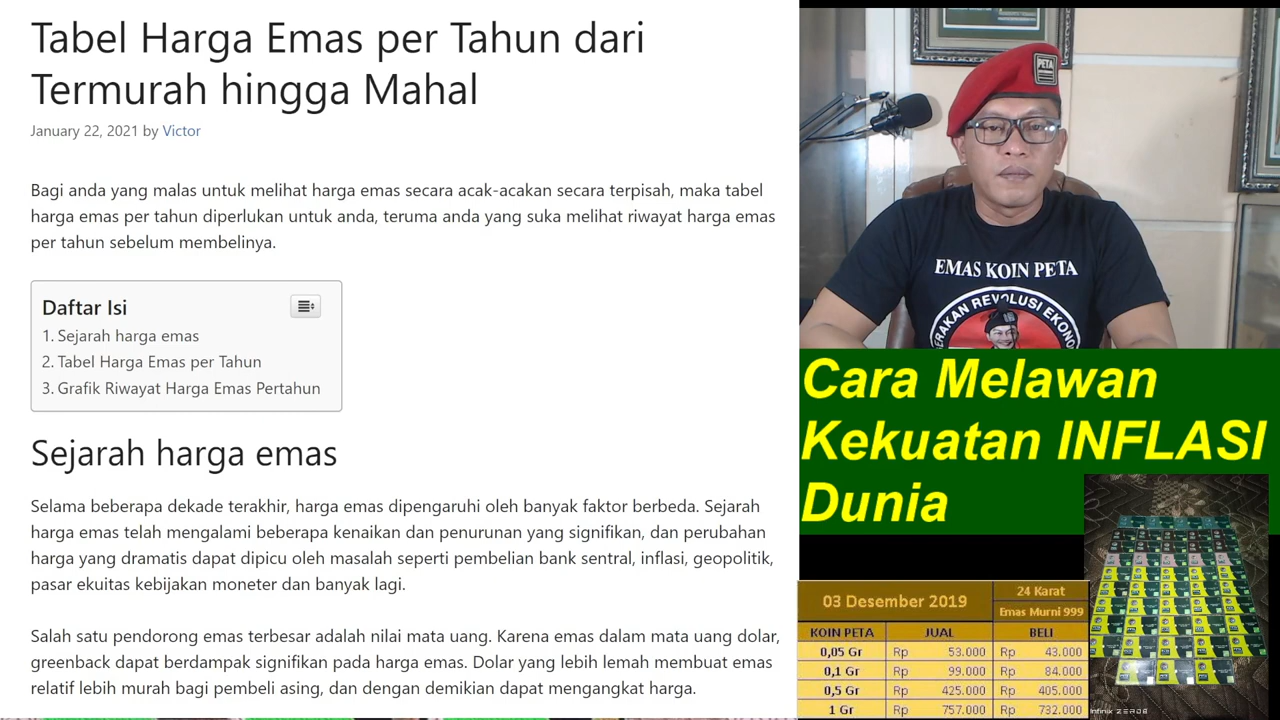 Tabel Harga Emas per Tahun dari
Termurah hingga Mahal
January 22, 2021 by Victor
Bagi anda yang malas untuk melihat harga emas secara acak-acakan secara terpisah, maka tabel
harga emas per tahun diperlukan untuk anda, teruma anda yang suka melihat riwayat harga emas
per tahun sebelum membelinya.
Daftar Isi
1. Sejarah harga emas
2. Tabel Harga Emas per Tahun
3. Grafik Riwayat Harga Emas Pertahun
Sejarah harga emas
Selama beberapa dekade terakhir, harga emas dipengaruhi oleh banyak faktor berbeda. Sejarah
harga emas telah mengalami beberapa kenaikan dan penurunan yang signifikan, dan perubahan
harga yang dramatis dapat dipicu oleh masalah seperti pembelian bank sentral, inflasi, geopolitik,
pasar ekuitas kebijakan moneter dan banyak lagi.
Salah satu pendorong emas terbesar adalah nilai mata uang. Karena emas dalam mata uang dolar,
greenback dapat berdampak signifikan pada harga emas. Dolar yang lebih lemah membuat emas
relatif lebih murah bagi pembeli asing, dan dengan demikian dapat mengangkat harga.
PETA
EMAS KOIN PETA
ERAKAN REVOLUSI EKONO
Cara Melawan
Kekuatan INFLASI
Dunia
03 Desember 2019
24 Karat
Emas Murni 999
KOIN PETA JUAL BELI
0,05 Gr Rp 53.000 Rp 43.000
0,1 Gr Rp 99.000 Rp 84.000
0,5 Gr Rp 425.000 Rp 405.000
1 Gr Rp 757.000 Rp 732.000
Infinix ZERO8